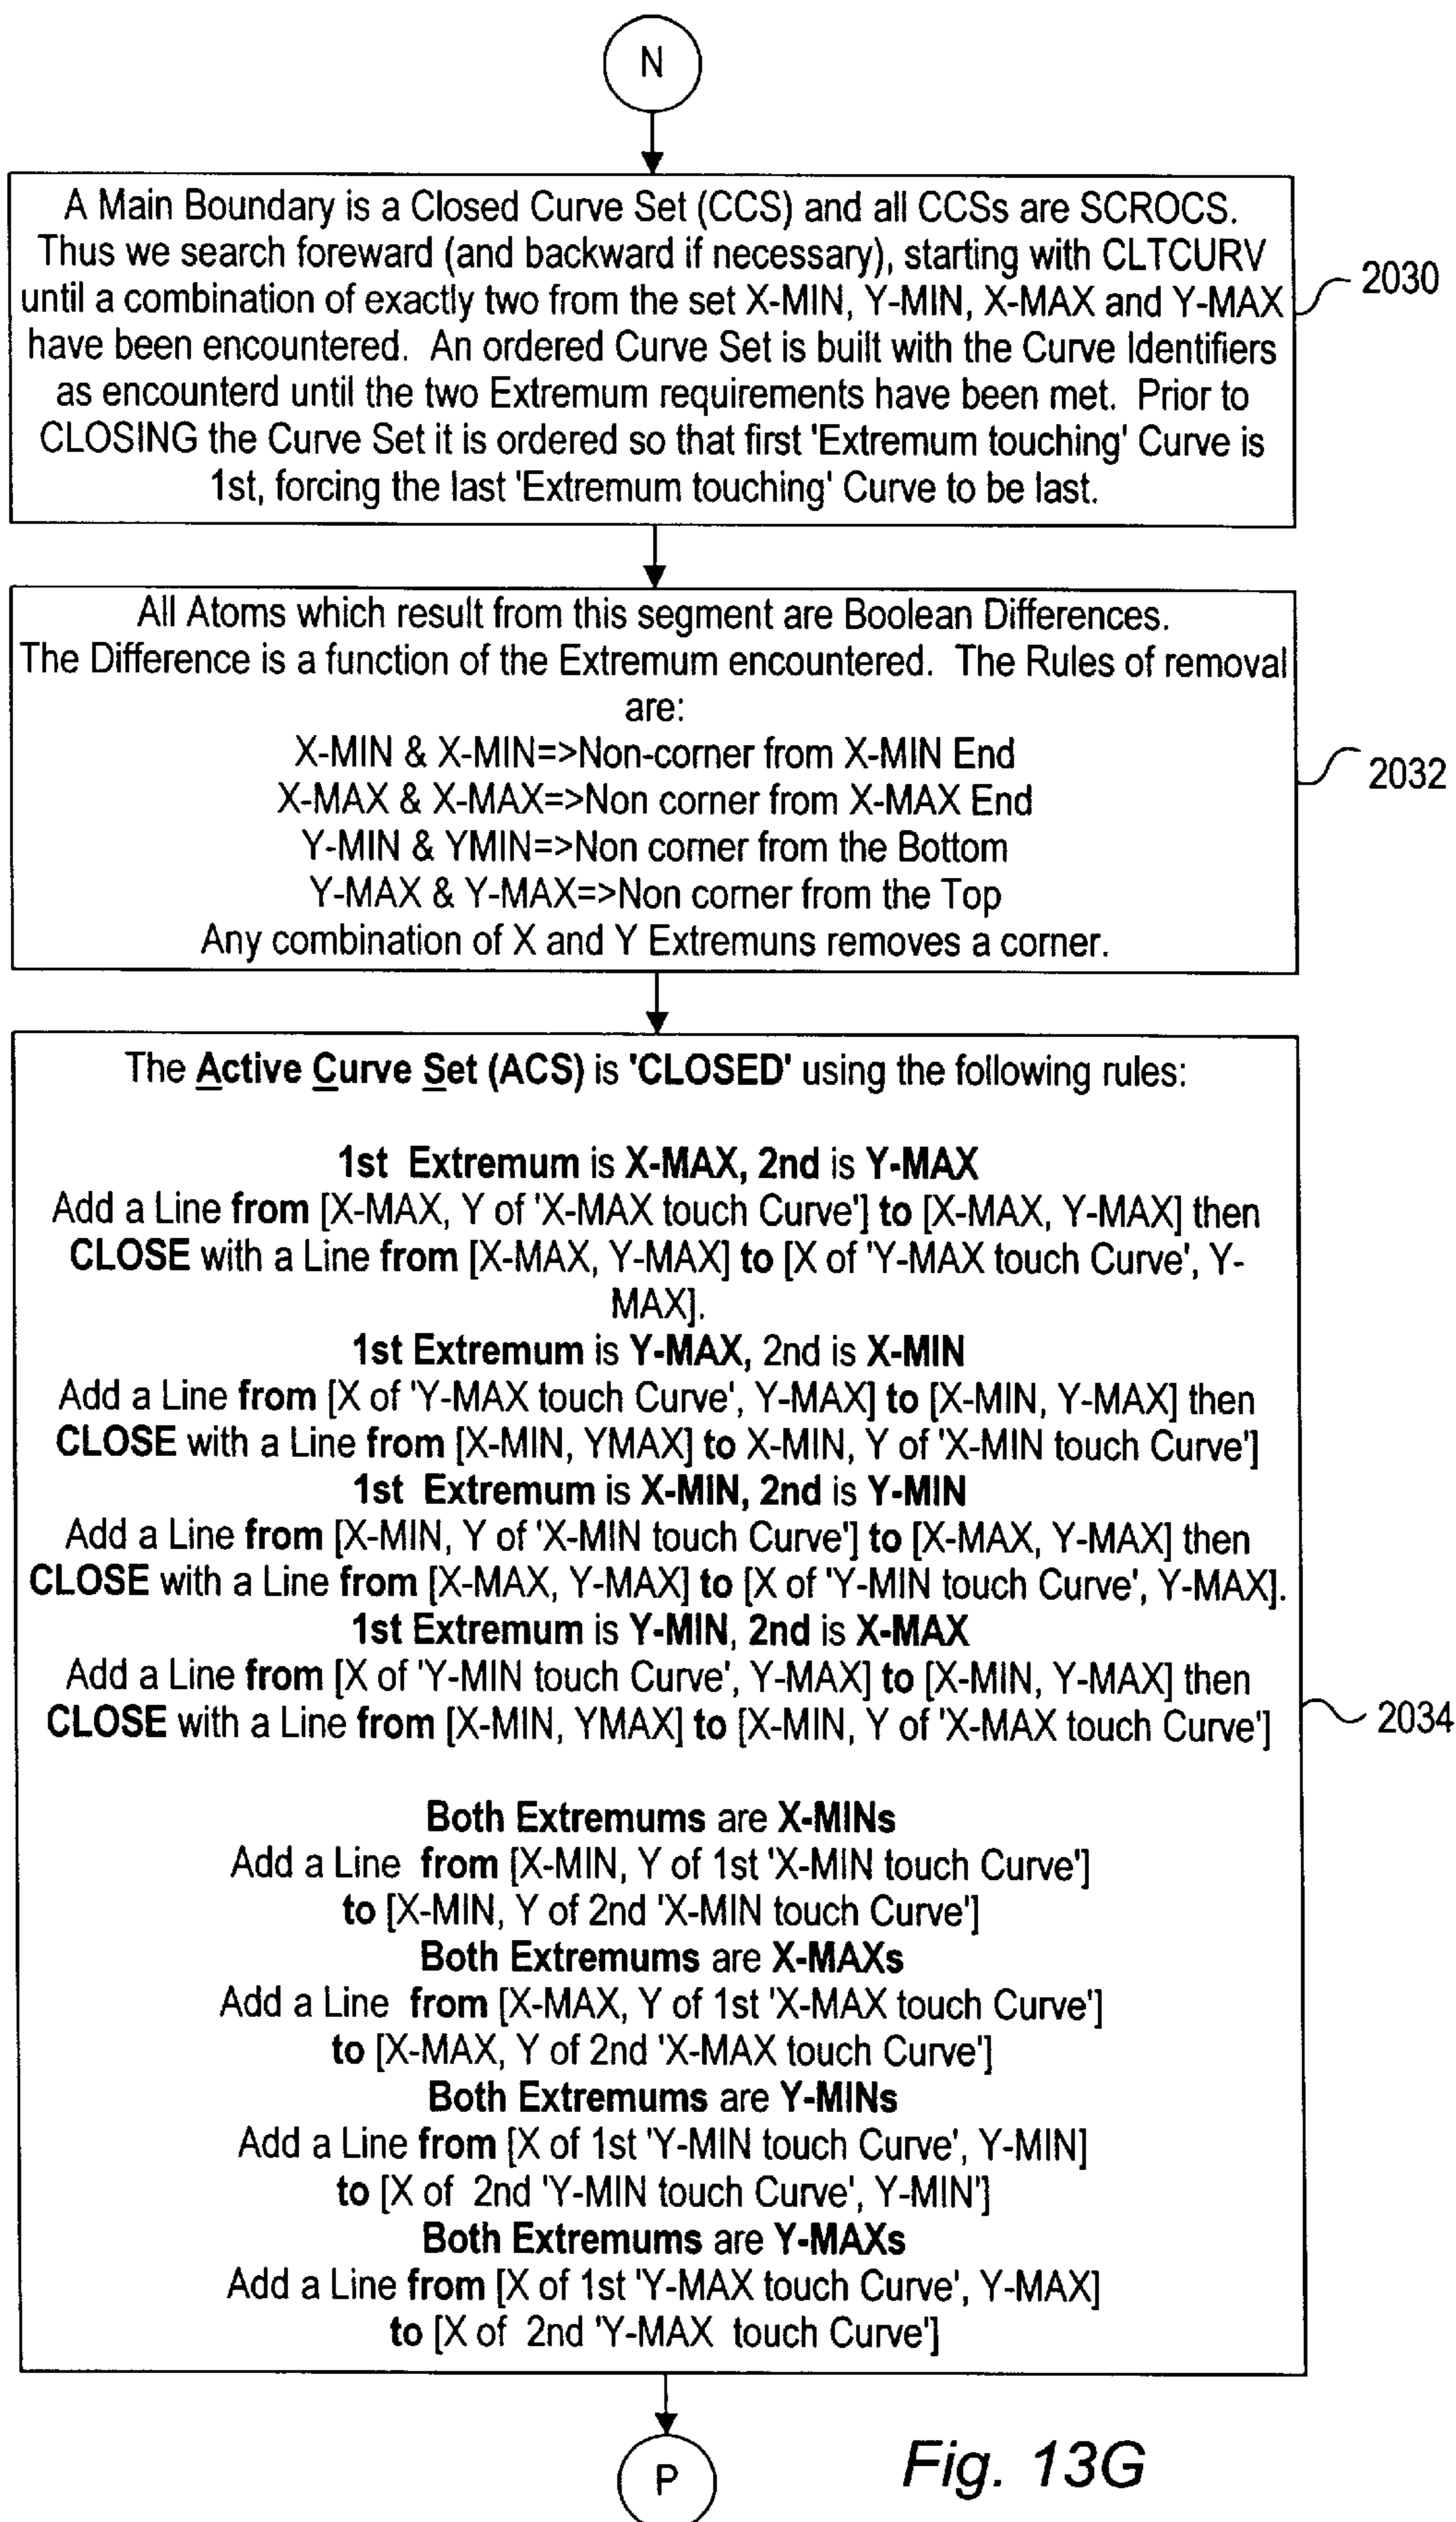 N
A Main Boundary is a Closed Curve Set (CCS) and all CCSs are SCROCS.
Thus we search foreward (and backward if necessary), starting with CLTCURV
until a combination of exactly two from the set X-MIN, Y-MIN, X-MAX and Y-MAX
have been encountered. An ordered Curve Set is built with the Curve Identifiers
as encounterd until the two Extremum requirements have been met. Prior to
CLOSING the Curve Set it is ordered so that first 'Extremum touching' Curve is
1st, forcing the last 'Extremum touching' Curve to be last.
2030
All Atoms which result from this segment are Boolean Differences.
The Difference is a function of the Extremum encountered. The Rules of removal
are:
X-MIN & X-MIN=>Non-corner from X-MIN End
X-MAX & X-MAX=>Non corner from X-MAX End
Y-MIN & YMIN=>Non corner from the Bottom
Y-MAX & Y-MAX=>Non corner from the Top
Any combination of X and Y Extremuns removes a corner.
2032
The Active Curve Set (ACS) is 'CLOSED' using the following rules:
1st Extremum is X-MAX, 2nd is Y-MAX
Add a Line from [X-MAX, Y of 'X-MAX touch Curve'] to [X-MAX, Y-MAX] then
CLOSE with a Line from [X-MAX, Y-MAX] to [X of 'Y-MAX touch Curve', Y-
MAX].
1st Extremum is Y-MAX, 2nd is X-MIN
Add a Line from [X of 'Y-MAX touch Curve', Y-MAX] to [X-MIN, Y-MAX] then
CLOSE with a Line from [X-MIN, YMAX] to X-MIN, Y of 'X-MIN touch Curve']
1st Extremum is X-MIN, 2nd is Y-MIN
Add a Line from [X-MIN, Y of 'X-MIN touch Curve'] to [X-MAX, Y-MAX] then
CLOSE with a Line from [X-MAX, Y-MAX] to [X of 'Y-MIN touch Curve', Y-MAX].
1st Extremum is Y-MIN, 2nd is X-MAX
Add a Line from [X of 'Y-MIN touch Curve', Y-MAX] to [X-MIN, Y-MAX] then
CLOSE with a Line from [X-MIN, YMAX] to [X-MIN, Y of 'X-MAX touch Curve']
2034
Both Extremums are X-MINs
Add a Line from [X-MIN, Y of 1st 'X-MIN touch Curve']
to [X-MIN, Y of 2nd 'X-MIN touch Curve']
Both Extremums are X-MAXs
Add a Line from [X-MAX, Y of 1st 'X-MAX touch Curve']
to [X-MAX, Y of 2nd 'X-MAX touch Curve']
Both Extremums are Y-MINs
Add a Line from [X of 1st 'Y-MIN touch Curve', Y-MIN]
to [X of 2nd 'Y-MIN touch Curve', Y-MIN']
Both Extremums are Y-MAXs
Add a Line from [X of 1st 'Y-MAX touch Curve', Y-MAX]
to [X of 2nd 'Y-MAX touch Curve']
P
Fig. 13G